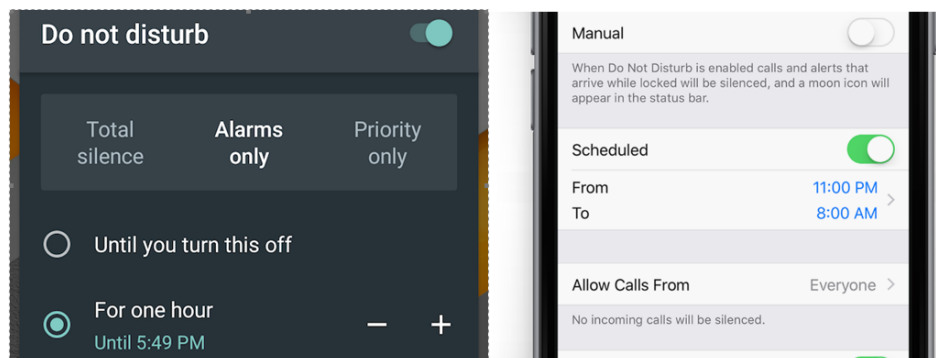 Do not disturb
Total
silence
Alarms
only
Priority
only
Until you turn this off
For one hour
Until 5:49 PM
Manual
When Do Not Disturb is enabled calls and alerts that
arrive while locked will be silenced, and a moon icon will
appear in the status bar.
Scheduled
From 11:00 PM
To 8:00 AM
Allow Calls From Everyone
No incoming calls will be silenced.